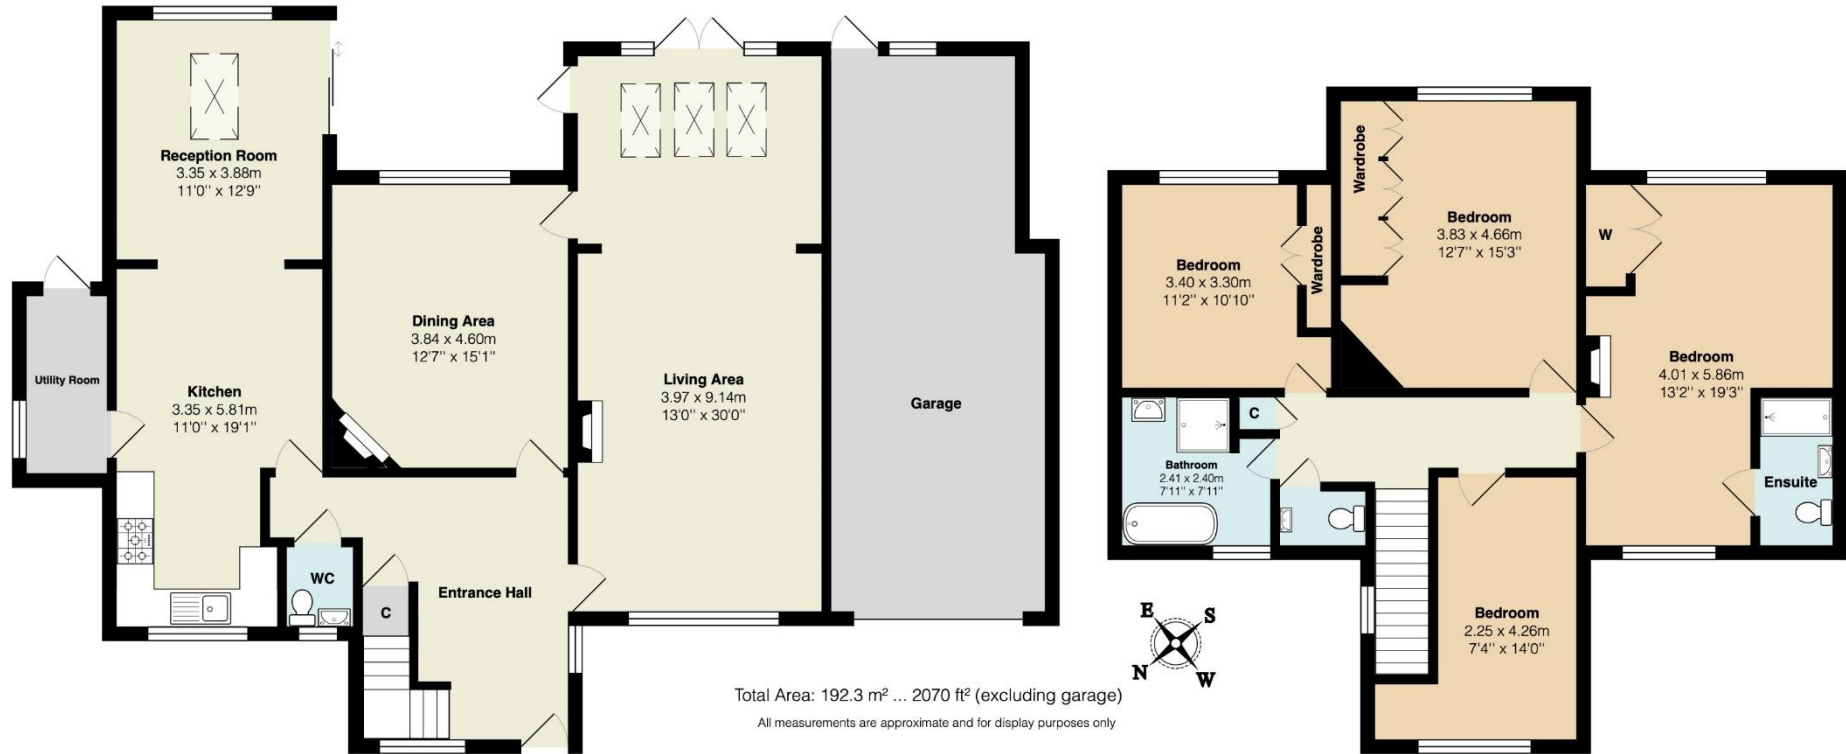 Reception Room
3.35 x 3.88m
11'0" x 12'9"
Utility Room
Kitchen
3.35 x 5.81m
11'0" x 19'1"
Dining Area
3.84 x 4.60m
12'7" x 15'1"
Living Area
3.97 x 9.14m
13'0" x 30'0"
Garage
WC
C
Entrance Hall
Wardrobe
Bedroom
3.83 x 4.66m
12'7" x 15'3"
Bedroom
3.40 x 3.30m
11'2" x 10'10"
Wardrobe
W
Bedroom
4.01 x 5.86m
13'2" x 19'3"
C
Bathroom
2.41 x 2.40m
7'11" x 7'11"
Ensuite
Bedroom
2.25 x 4.26m
7'4" x 14'0"
E
S
N
W
Total Area: 192.3 m² ... 2070 ft² (excluding garage)
All measurements are approximate and for display purposes only